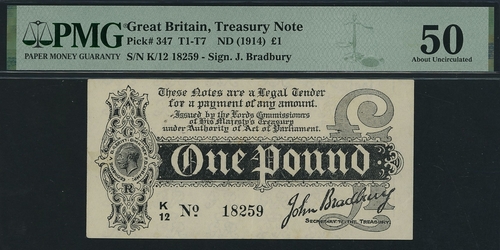 PMG
PAPER MONEY GUARANTY
Great Britain, Treasury Note
Pick# 347 T1-T7 ND (1914) £1
S/N K/12 18259 - Sign. J. Bradbury
50
About Uncirculated
These Notes are a Legal Tender
for a payment of any amount.
Issued by the Lords Commissioners
of His Majesty's Treasury
under Authority of Act of Parliament.
£1
G
R
One Pound
K
12
No 18259
John Bradbury
SECRETARY TO THE TREASURY.